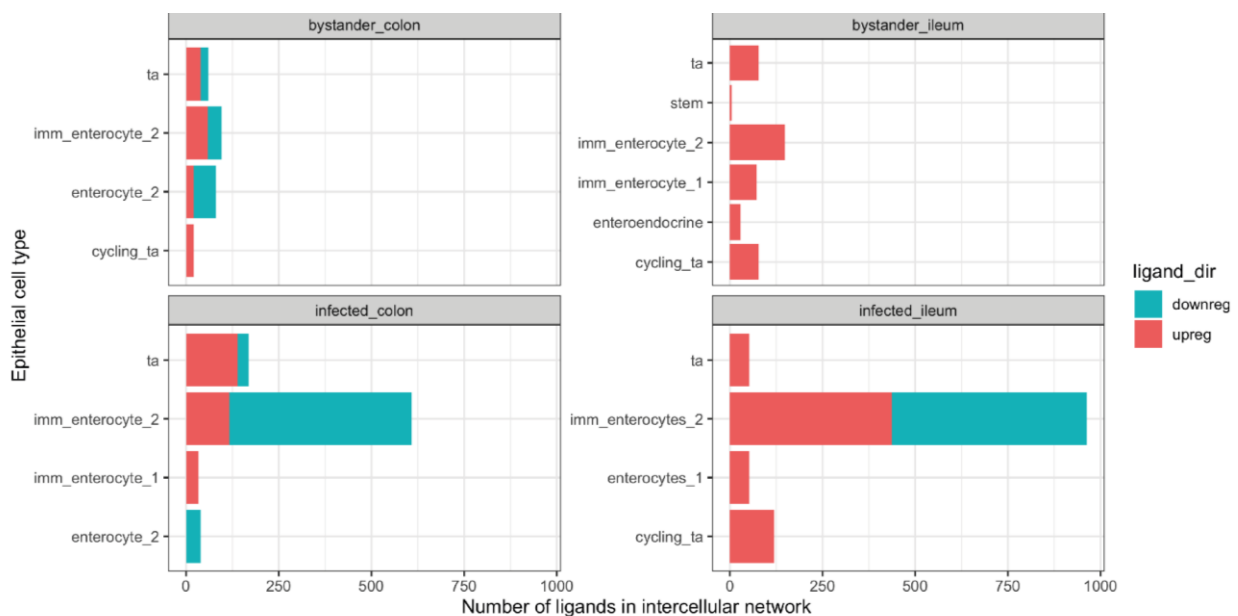 bystander_colon
bystander_ileum
ta
imm_enterocyte_2
enterocyte_2
cycling_ta
ta
stem
imm_enterocyte_2
imm_enterocyte_1
enteroendocrine
cycling_ta
Epithelial cell type
infected_colon
infected_ileum
ta
imm_enterocyte_2
imm_enterocyte_1
enterocyte_2
ta
imm_enterocytes_2
enterocytes_1
cycling_ta
0 250 500 750 1000
0 250 500 750 1000
Number of ligands in intercellular network
ligand_dir
downreg
upreg